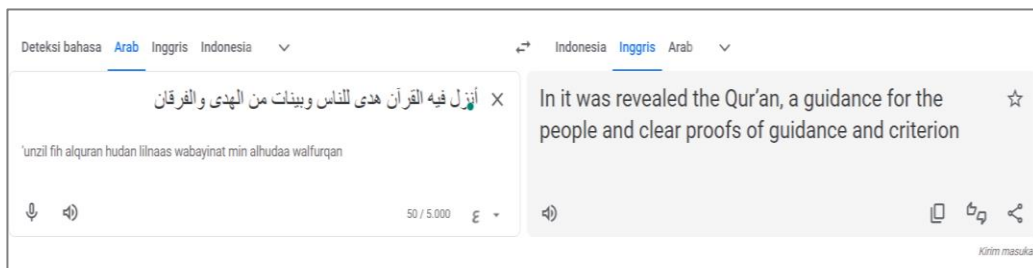 Deteksi bahasa Arab Inggris Indonesia
Indonesia Inggris Arab
أنزل فيه القرآن هدى للناس وبينات من الهدى والفرقان
'unzil fih alquran hudan lilnaas wabayinat min alhudaa walfurqan
50 / 5.000
ع
In it was revealed the Qur'an, a guidance for the
people and clear proofs of guidance and criterion
Kirim masuka